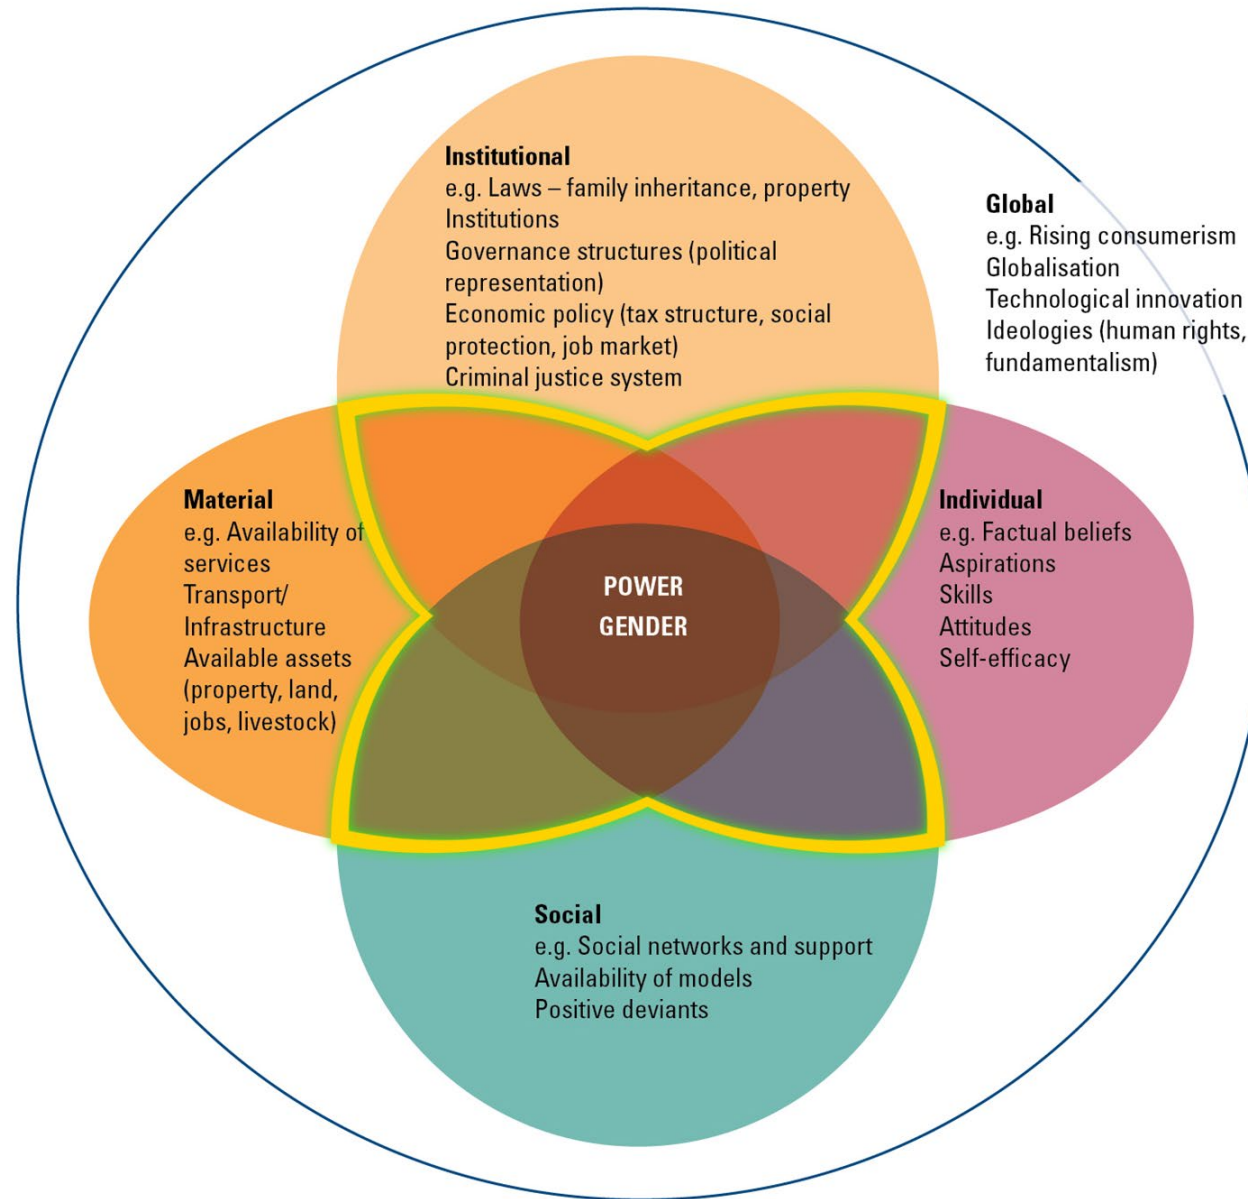 Institutional
e.g. Laws – family inheritance, property
Institutions
Governance structures (political
representation)
Economic policy (tax structure, social
protection, job market)
Criminal justice system
Global
e.g. Rising consumerism
Globalisation
Technological innovation
Ideologies (human rights,
fundamentalism)
Material
e.g. Availability of
services
Transport/
Infrastructure
Available assets
(property, land,
jobs, livestock)
POWER
GENDER
Individual
e.g. Factual beliefs
Aspirations
Skills
Attitudes
Self-efficacy
Social
e.g. Social networks and support
Availability of models
Positive deviants